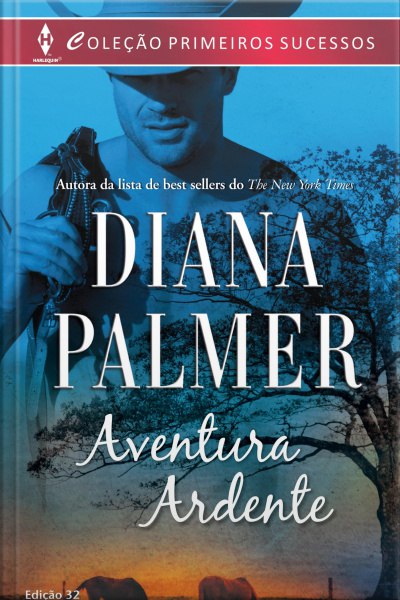 HARLEQUIN®
COLEÇÃO PRIMEIROS SUCESSOS
Autora da lista de best sellers do The New York Times
DIANA
PALMER
Aventura
Ardente
Edição 32